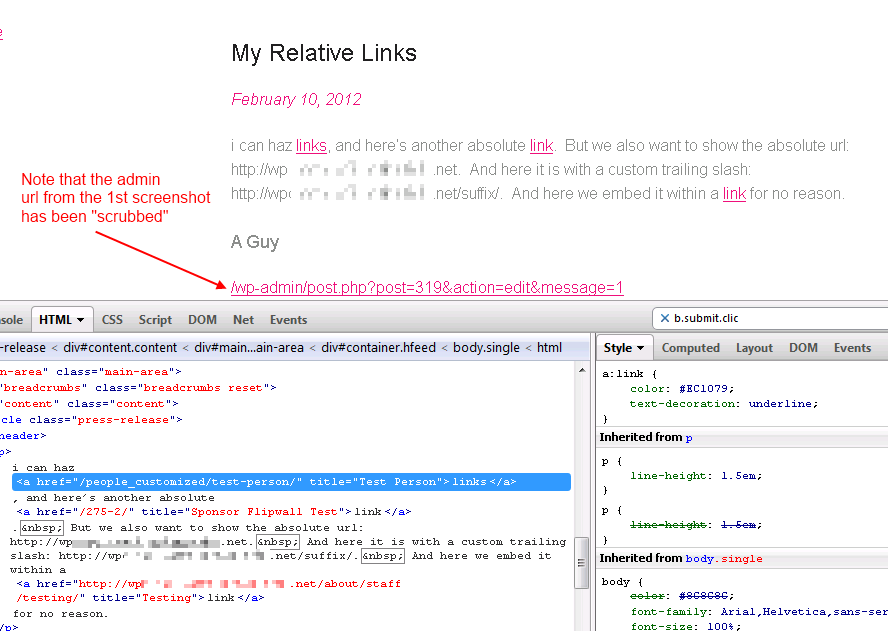 e
My Relative Links
February 10, 2012
i can haz links, and here's another absolute link. But we also want to show the absolute url:
http://wp .net. And here it is with a custom trailing slash:
http://wp .net/suffix/. And here we embed it within a link for no reason.
Note that the admin
url from the 1st screenshot
has been "scrubbed"
A Guy
/wp-admin/post.php?post=319&action=edit&message=1
nsole HTML CSS Script DOM Net Events
b.submit.clic
-release < div#content.content < div#main...ain-area < div#container.hfeed < body.single < html
n-area" class="main-area">
"breadcrumbs" class="breadcrumbs reset">
"content" class="content">
icle class="press-release">
header>
p>
i can haz
<a href="/people_customized/test-person/" title="Test Person">links</a>
, and here's another absolute
<a href="/275-2/" title="Sponsor Flipwall Test">link</a>
.&nbsp; But we also want to show the absolute url:
http://wp .net.&nbsp; And here it is with a custom trailing
slash: http://wp .net/suffix/.&nbsp; And here we embed it
within a
<a href="http://wp .net/about/staff
/testing/" title="Testing">link</a>
for no reason.
</p>
Style Computed Layout DOM Events
a:link {
color: #EC1079;
text-decoration: underline;
}
Inherited from p
p {
line-height: 1.5em;
}
p {
line-height: 1.5em;
}
Inherited from body.single
body {
color: #8C8C8C;
font-family: Arial,Helvetica,sans-ser
font-size: 100%;